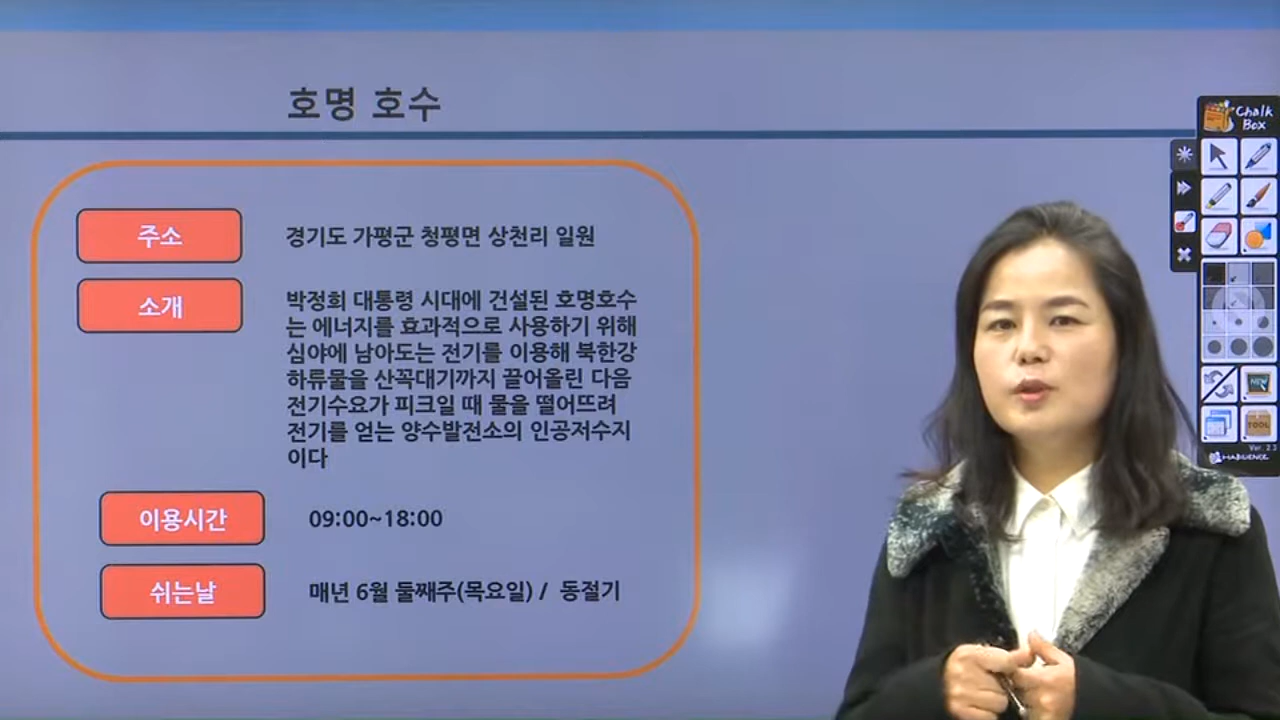 호명 호수
주소
경기도 가평군 청평면 상천리 일원
소개
박정희 대통령 시대에 건설된 호명호수
는 에너지를 효과적으로 사용하기 위해
심야에 남아도는 전기를 이용해 북한강
하류물을 산꼭대기까지 끌어올린 다음
전기수요가 피크일 때 물을 떨어뜨려
전기를 얻는 양수발전소의 인공저수지
이다
이용시간
09:00~18:00
쉬는날
매년 6월 둘째주(목요일) / 동절기
Chalk
Box
NEW
TOOL
Ver. 2.3